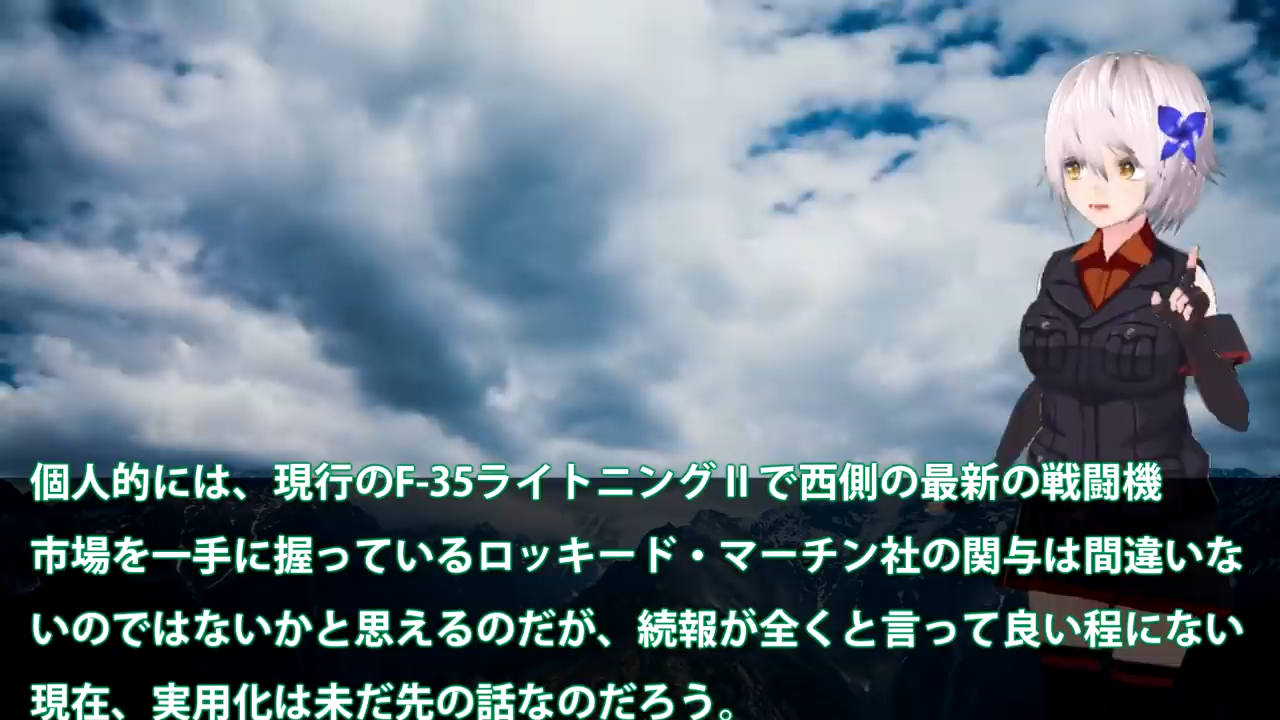 個人的には、現行のF-35ライトニングⅡで西側の最新の戦闘機
市場を一手に握っているロッキード・マーチン社の関与は間違いな
いのではないかと思えるのだが、続報が全くと言って良い程にない
現在、実用化は未だ先の話なのだろう。